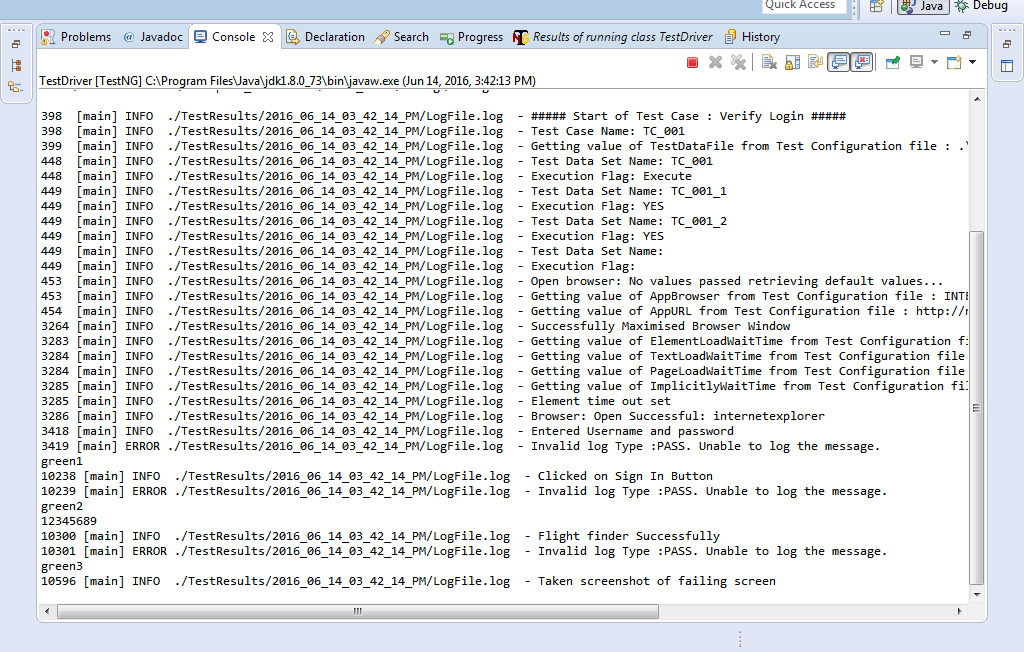 Quick Access
Java
Debug
Problems
@ Javadoc
Console
Declaration
Search
Progress
Results of running class TestDriver
History
TestDriver [TestNG] C:\Program Files\Java\jdk1.8.0_73\bin\javaw.exe (Jun 14, 2016, 3:42:13 PM)
398 [main] INFO ./TestResults/2016_06_14_03_42_14_PM/LogFile.log - ##### Start of Test Case : Verify Login #####
398 [main] INFO ./TestResults/2016_06_14_03_42_14_PM/LogFile.log - Test Case Name: TC_001
399 [main] INFO ./TestResults/2016_06_14_03_42_14_PM/LogFile.log - Getting value of TestDataFile from Test Configuration file : .\
448 [main] INFO ./TestResults/2016_06_14_03_42_14_PM/LogFile.log - Test Data Set Name: TC_001
448 [main] INFO ./TestResults/2016_06_14_03_42_14_PM/LogFile.log - Execution Flag: Execute
449 [main] INFO ./TestResults/2016_06_14_03_42_14_PM/LogFile.log - Test Data Set Name: TC_001_1
449 [main] INFO ./TestResults/2016_06_14_03_42_14_PM/LogFile.log - Execution Flag: YES
449 [main] INFO ./TestResults/2016_06_14_03_42_14_PM/LogFile.log - Test Data Set Name: TC_001_2
449 [main] INFO ./TestResults/2016_06_14_03_42_14_PM/LogFile.log - Execution Flag: YES
449 [main] INFO ./TestResults/2016_06_14_03_42_14_PM/LogFile.log - Test Data Set Name:
449 [main] INFO ./TestResults/2016_06_14_03_42_14_PM/LogFile.log - Execution Flag:
453 [main] INFO ./TestResults/2016_06_14_03_42_14_PM/LogFile.log - Open browser: No values passed retrieving default values...
453 [main] INFO ./TestResults/2016_06_14_03_42_14_PM/LogFile.log - Getting value of AppBrowser from Test Configuration file : INTE
454 [main] INFO ./TestResults/2016_06_14_03_42_14_PM/LogFile.log - Getting value of AppURL from Test Configuration file : http://
3264 [main] INFO ./TestResults/2016_06_14_03_42_14_PM/LogFile.log - Successfully Maximised Browser Window
3283 [main] INFO ./TestResults/2016_06_14_03_42_14_PM/LogFile.log - Getting value of ElementLoadWaitTime from Test Configuration fi
3284 [main] INFO ./TestResults/2016_06_14_03_42_14_PM/LogFile.log - Getting value of TextLoadWaitTime from Test Configuration file
3284 [main] INFO ./TestResults/2016_06_14_03_42_14_PM/LogFile.log - Getting value of PageLoadWaitTime from Test Configuration file
3285 [main] INFO ./TestResults/2016_06_14_03_42_14_PM/LogFile.log - Getting value of ImplicitlyWaitTime from Test Configuration fil
3285 [main] INFO ./TestResults/2016_06_14_03_42_14_PM/LogFile.log - Element time out set
3286 [main] INFO ./TestResults/2016_06_14_03_42_14_PM/LogFile.log - Browser: Open Successful: internetexplorer
3418 [main] INFO ./TestResults/2016_06_14_03_42_14_PM/LogFile.log - Entered Username and password
3419 [main] ERROR ./TestResults/2016_06_14_03_42_14_PM/LogFile.log - Invalid log Type :PASS. Unable to log the message.
green1
10238 [main] INFO ./TestResults/2016_06_14_03_42_14_PM/LogFile.log - Clicked on Sign In Button
10239 [main] ERROR ./TestResults/2016_06_14_03_42_14_PM/LogFile.log - Invalid log Type :PASS. Unable to log the message.
green2
12345689
10300 [main] INFO ./TestResults/2016_06_14_03_42_14_PM/LogFile.log - Flight finder Successfully
10301 [main] ERROR ./TestResults/2016_06_14_03_42_14_PM/LogFile.log - Invalid log Type :PASS. Unable to log the message.
green3
10596 [main] INFO ./TestResults/2016_06_14_03_42_14_PM/LogFile.log - Taken screenshot of failing screen